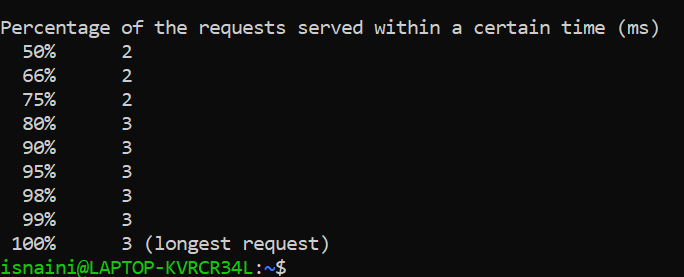 Percentage of the requests served within a certain time (ms)
50% 2
66% 2
75% 2
80% 3
90% 3
95% 3
98% 3
99% 3
100% 3 (longest request)
isnaini@LAPTOP-KVRCR34L:~$